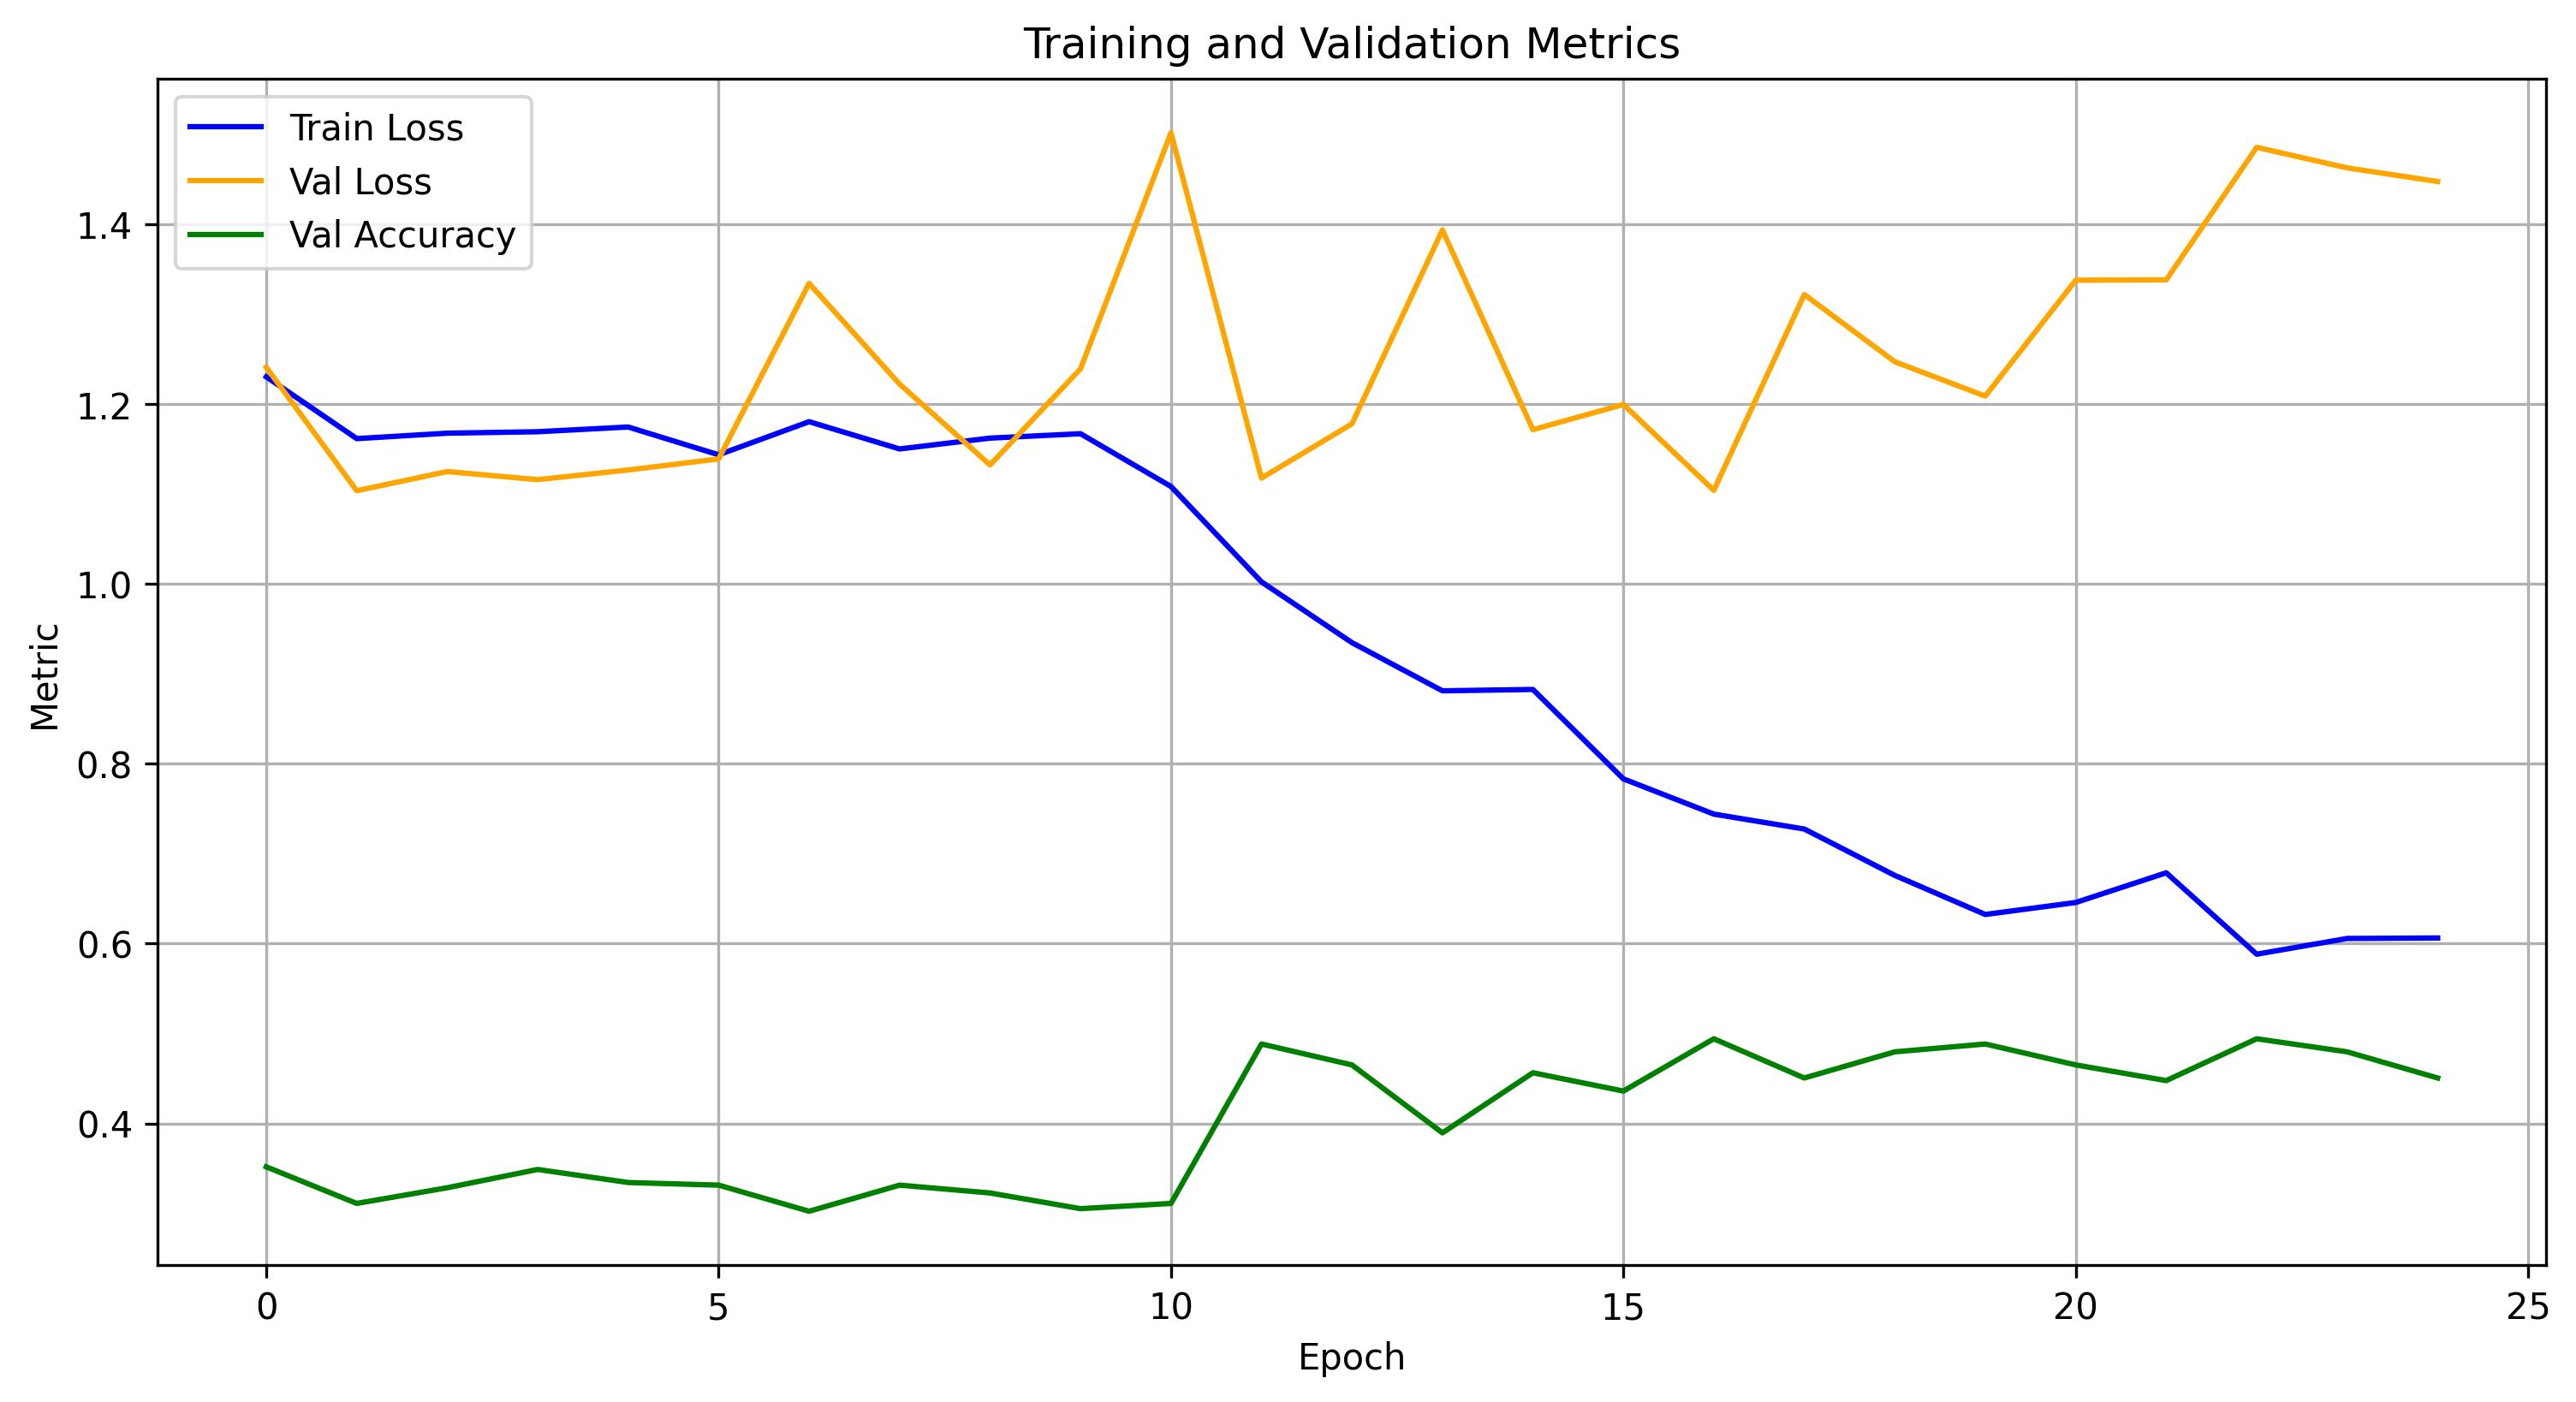 Training and Validation Metrics
Train Loss
Val Loss
Val Accuracy
1.4
1.2
1.0
0.8
0.6
0.4
Metric
0 5 10 15 20 25
Epoch